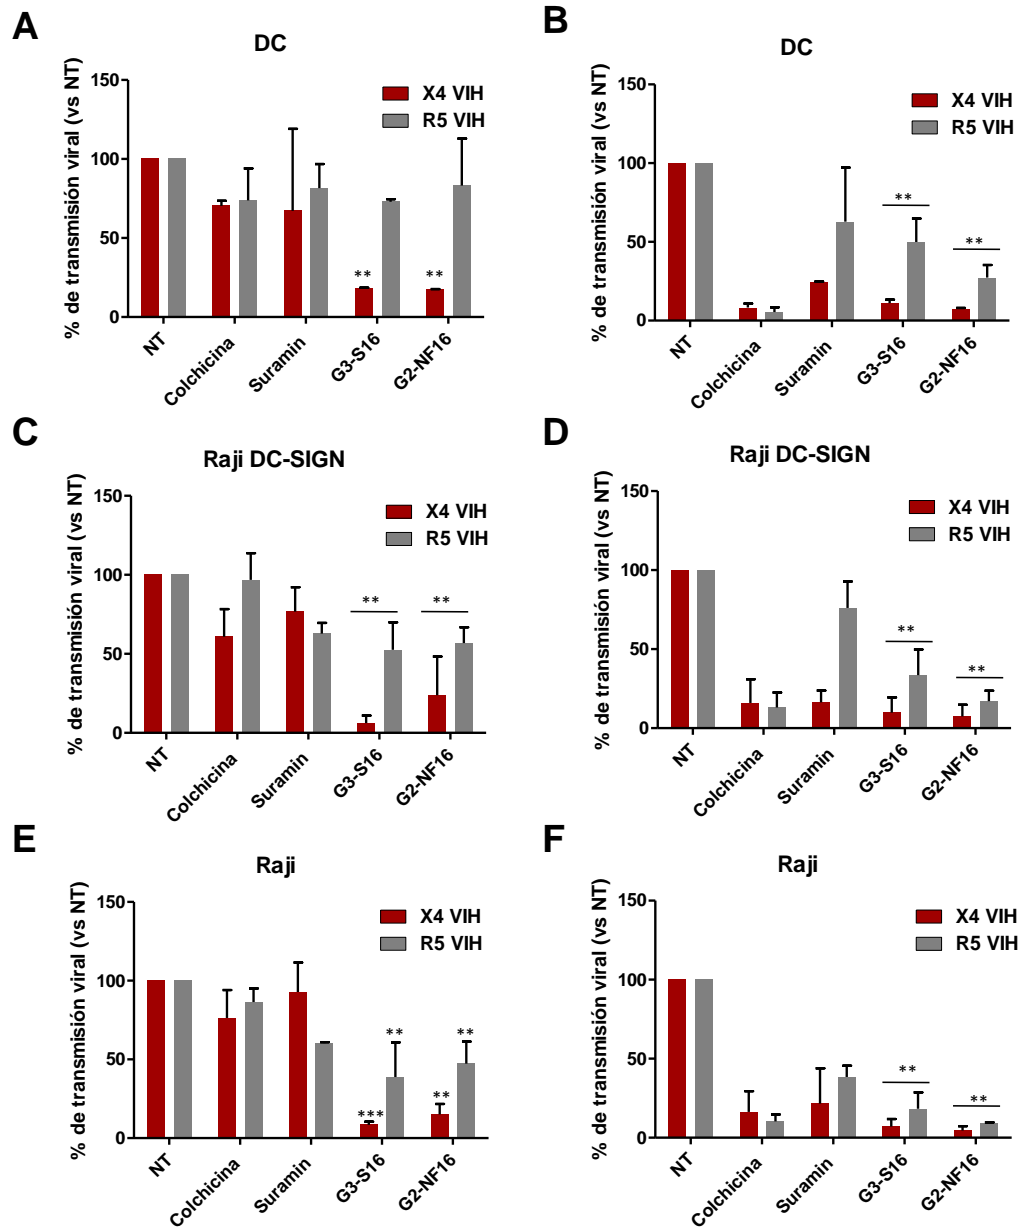 A
DC
% de transmisión viral (vs NT)
150
100
50
0
X4 VIH
R5 VIH
** **
NT
Colchicina
Suramin
G3-S16
G2-NF16
B
DC
% de transmisión viral (vs NT)
150
100
50
0
X4 VIH
R5 VIH
**
**
NT
Colchicina
Suramin
G3-S16
G2-NF16
C
Raji DC-SIGN
% de transmisión viral (vs NT)
150
100
50
0
X4 VIH
R5 VIH
** **
NT
Colchicina
Suramin
G3-S16
G2-NF16
D
Raji DC-SIGN
% de transmisión viral (vs NT)
150
100
50
0
X4 VIH
R5 VIH
**
**
NT
Colchicina
Suramin
G3-S16
G2-NF16
E
Raji
% de transmisión viral (vs NT)
150
100
50
0
X4 VIH
R5 VIH
** **
*** **
NT
Colchicina
Suramin
G3-S16
G2-NF16
F
Raji
% de transmisión viral (vs NT)
150
100
50
0
X4 VIH
R5 VIH
**
**
NT
Colchicina
Suramin
G3-S16
G2-NF16